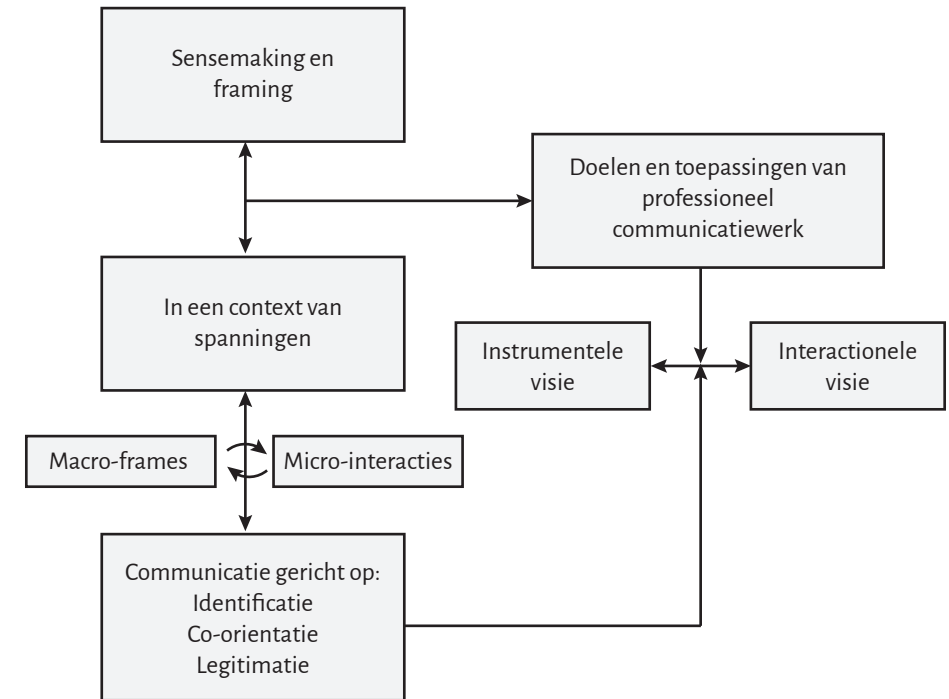 Sensemaking en
framing
Doelen en toepassingen van
professioneel
communicatiewerk
In een context van
spanningen
Instrumentele
visie
Interactionele
visie
Macro-frames
Micro-interacties
Communicatie gericht op:
Identificatie
Co-orientatie
Legitimatie